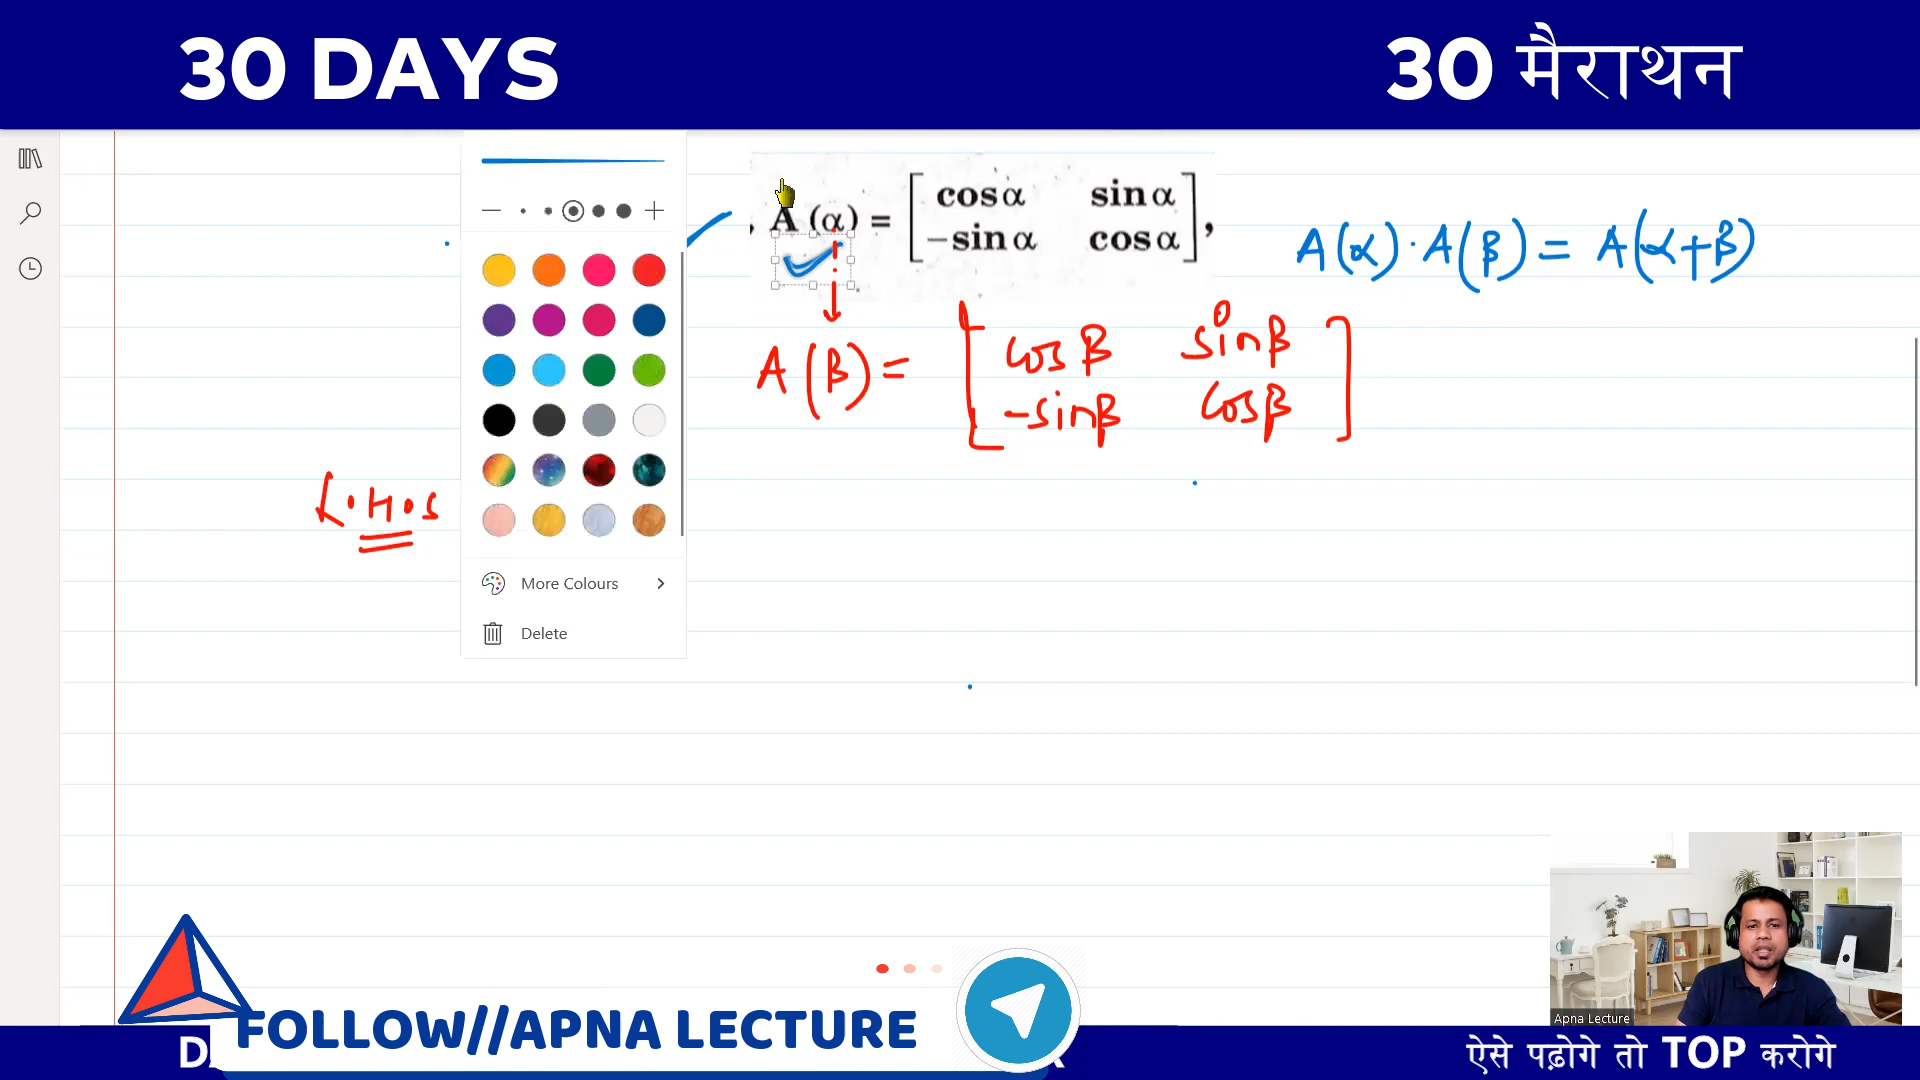 30 DAYS
30 मैराथन
A (α) = [ cos α sin α
−sin α cos α ],
A(α)·A(β) = A(α+β)
A(β) = [ cos β sin β
−sin β cos β ]
L.H.S
More Colours
Delete
Apna Lecture
FOLLOW//APNA LECTURE
ऐसे पढ़ोगे तो TOP करोगे